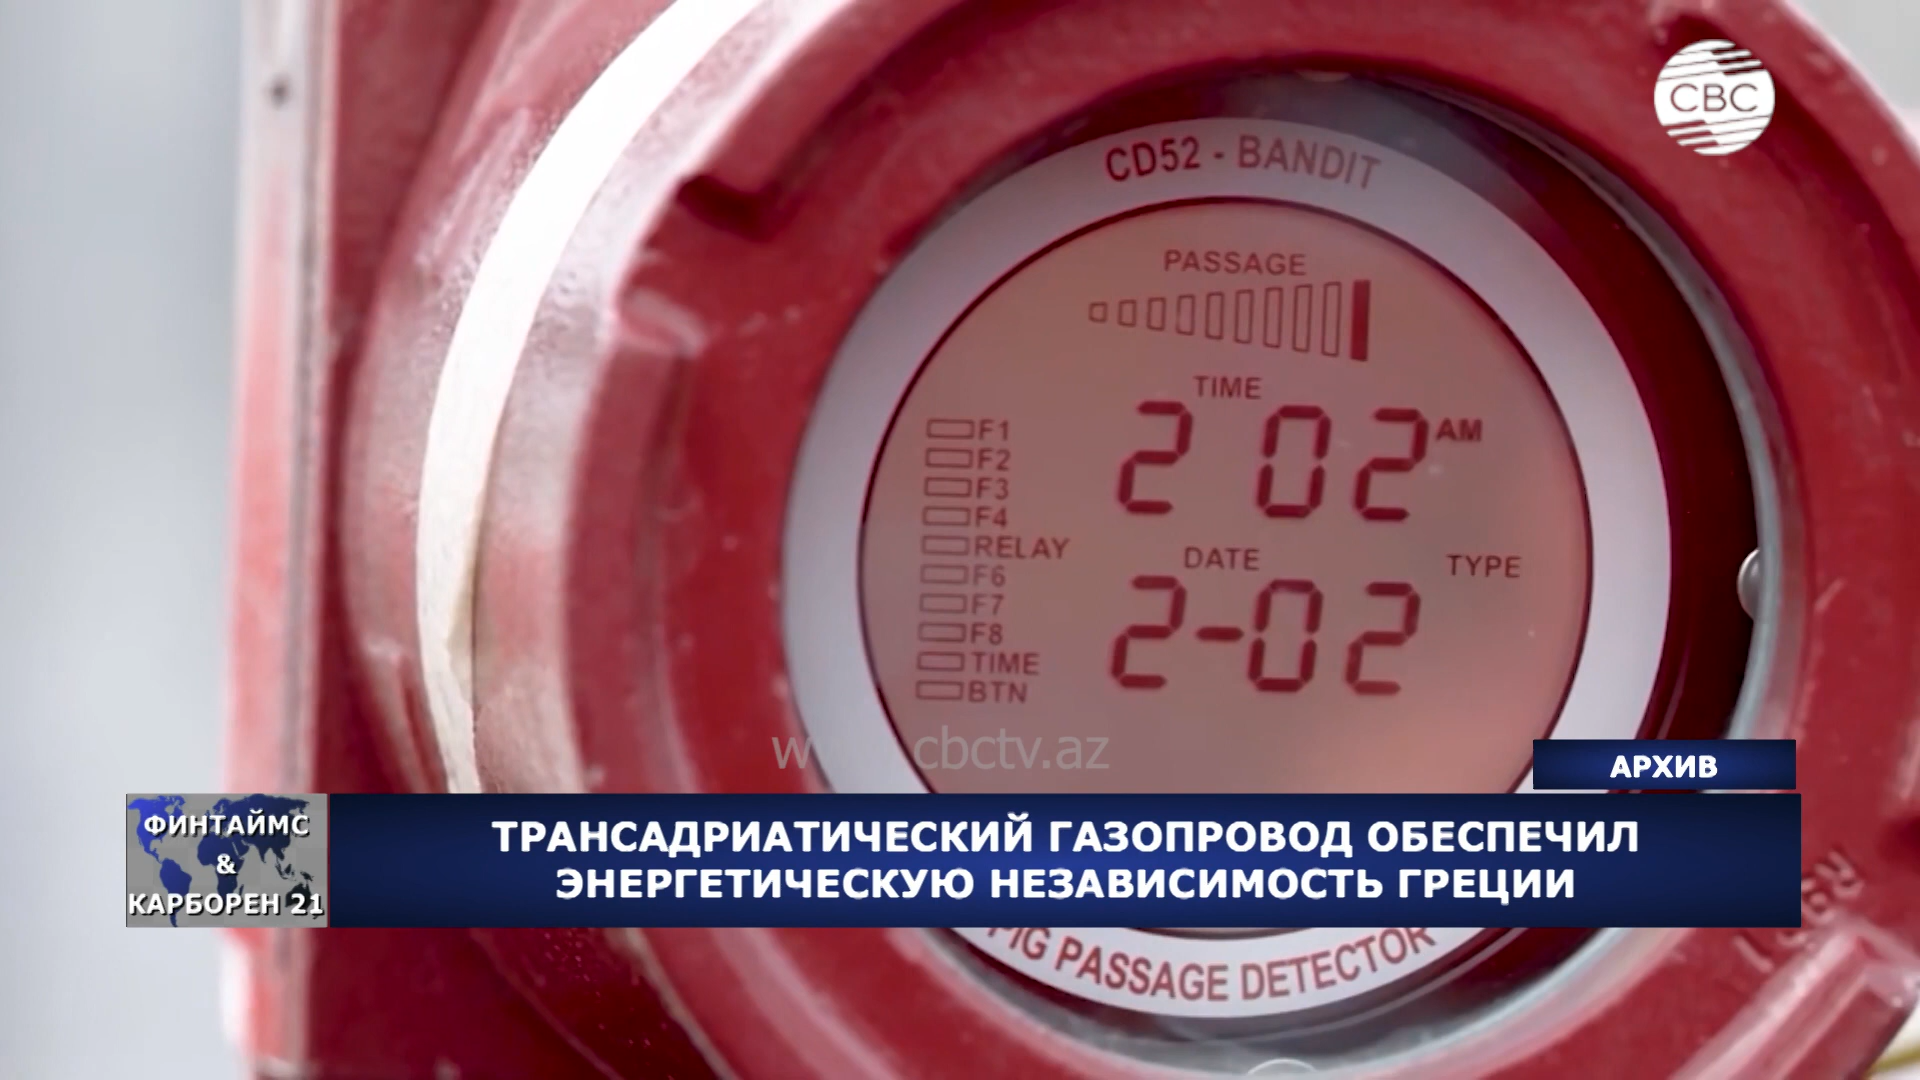 CBC
CD52 - BANDIT
PASSAGE
TIME
2 02 AM
F1
F2
F3
F4
RELAY
F6
F7
F8
TIME
BTN
DATE
TYPE
2-02
cbctv.az
АРХИВ
ФИНТАЙМС
&
КАРБОРЕН 21
ТРАНСАДРИАТИЧЕСКИЙ ГАЗОПРОВОД ОБЕСПЕЧИЛ
ЭНЕРГЕТИЧЕСКУЮ НЕЗАВИСИМОСТЬ ГРЕЦИИ
PIG PASSAGE DETECTOR